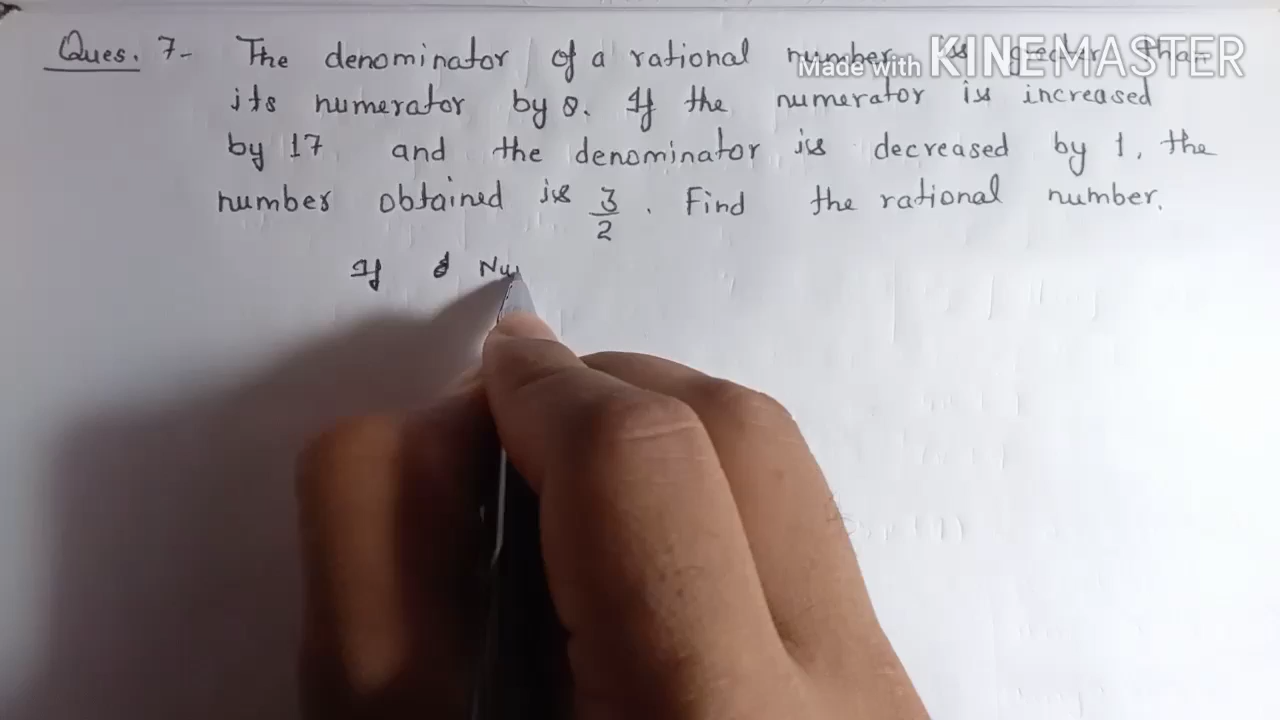 Ques. 7- The denominator of a rational number is greater than
Made with KINEMASTER
its numerator by 8. If the numerator is increased
by 17 and the denominator is decreased by 1, the
number obtained is 3/2. Find the rational number.
If Nu